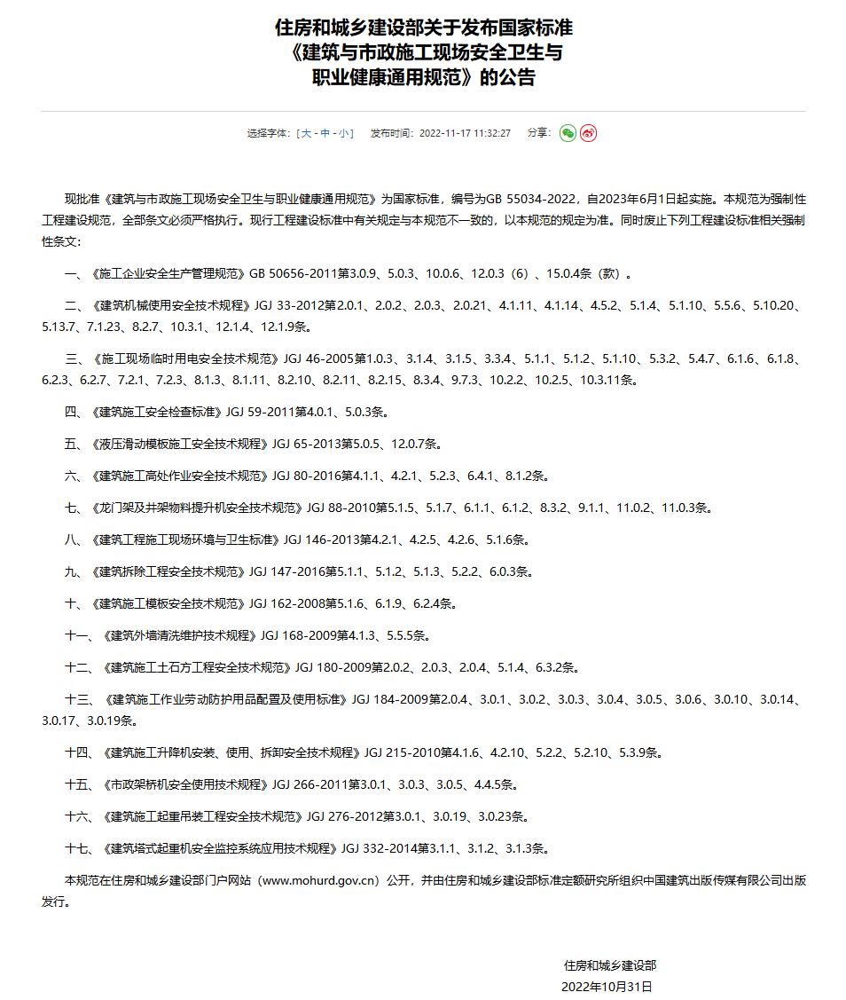 住房和城乡建设部关于发布国家标准
《建筑与市政施工现场安全卫生与
职业健康通用规范》的公告
选择字体：[ 大 - 中 - 小 ] 发布时间：2022-11-17 11:32:27 分享：
现批准《建筑与市政施工现场安全卫生与职业健康通用规范》为国家标准，编号为GB 55034-2022，自2023年6月1日起实施。本规范为强制性
工程建设规范，全部条文必须严格执行。现行工程建设标准中有关规定与本规范不一致的，以本规范的规定为准。同时废止下列工程建设标准相关强制
性条文：
一、《施工企业安全生产管理规范》GB 50656-2011第3.0.9、5.0.3、10.0.6、12.0.3（6）、15.0.4条（款）。
二、《建筑机械使用安全技术规程》JGJ 33-2012第2.0.1、2.0.2、2.0.3、2.0.21、4.1.11、4.1.14、4.5.2、5.1.4、5.1.10、5.5.6、5.10.20、
5.13.7、7.1.23、8.2.7、10.3.1、12.1.4、12.1.9条。
三、《施工现场临时用电安全技术规范》JGJ 46-2005第1.0.3、3.1.4、3.1.5、3.3.4、5.1.1、5.1.2、5.1.10、5.3.2、5.4.7、6.1.6、6.1.8、
6.2.3、6.2.7、7.2.1、7.2.3、8.1.3、8.1.11、8.2.10、8.2.11、8.2.15、8.3.4、9.7.3、10.2.2、10.2.5、10.3.11条。
四、《建筑施工安全检查标准》JGJ 59-2011第4.0.1、5.0.3条。
五、《液压滑动模板施工安全技术规程》JGJ 65-2013第5.0.5、12.0.7条。
六、《建筑施工高处作业安全技术规范》JGJ 80-2016第4.1.1、4.2.1、5.2.3、6.4.1、8.1.2条。
七、《龙门架及井架物料提升机安全技术规范》JGJ 88-2010第5.1.5、5.1.7、6.1.1、6.1.2、8.3.2、9.1.1、11.0.2、11.0.3条。
八、《建筑工程施工现场环境与卫生标准》JGJ 146-2013第4.2.1、4.2.5、4.2.6、5.1.6条。
九、《建筑拆除工程安全技术规范》JGJ 147-2016第5.1.1、5.1.2、5.1.3、5.2.2、6.0.3条。
十、《建筑施工模板安全技术规范》JGJ 162-2008第5.1.6、6.1.9、6.2.4条。
十一、《建筑外墙清洗维护技术规程》JGJ 168-2009第4.1.3、5.5.5条。
十二、《建筑施工土石方工程安全技术规范》JGJ 180-2009第2.0.2、2.0.3、2.0.4、5.1.4、6.3.2条。
十三、《建筑施工作业劳动防护用品配置及使用标准》JGJ 184-2009第2.0.4、3.0.1、3.0.2、3.0.3、3.0.4、3.0.5、3.0.6、3.0.10、3.0.14、
3.0.17、3.0.19条。
十四、《建筑施工升降机安装、使用、拆卸安全技术规程》JGJ 215-2010第4.1.6、4.2.10、5.2.2、5.2.10、5.3.9条。
十五、《市政架桥机安全使用技术规程》JGJ 266-2011第3.0.1、3.0.3、3.0.5、4.4.5条。
十六、《建筑施工起重吊装工程安全技术规范》JGJ 276-2012第3.0.1、3.0.19、3.0.23条。
十七、《建筑塔式起重机安全监控系统应用技术规程》JGJ 332-2014第3.1.1、3.1.2、3.1.3条。
本规范在住房和城乡建设部门户网站（www.mohurd.gov.cn）公开，并由住房和城乡建设部标准定额研究所组织中国建筑出版传媒有限公司出版
发行。
住房和城乡建设部
2022年10月31日